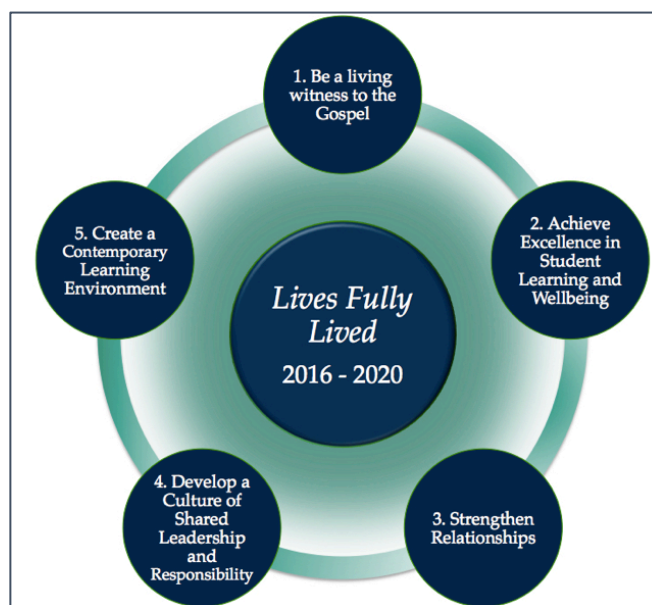 1. Be a living
witness to the
Gospel
2. Achieve
Excellence in
Student
Learning and
Wellbeing
3. Strengthen
Relationships
4. Develop a
Culture of
Shared
Leadership
and
Responsibility
5. Create a
Contemporary
Learning
Environment
Lives Fully
Lived
2016 - 2020